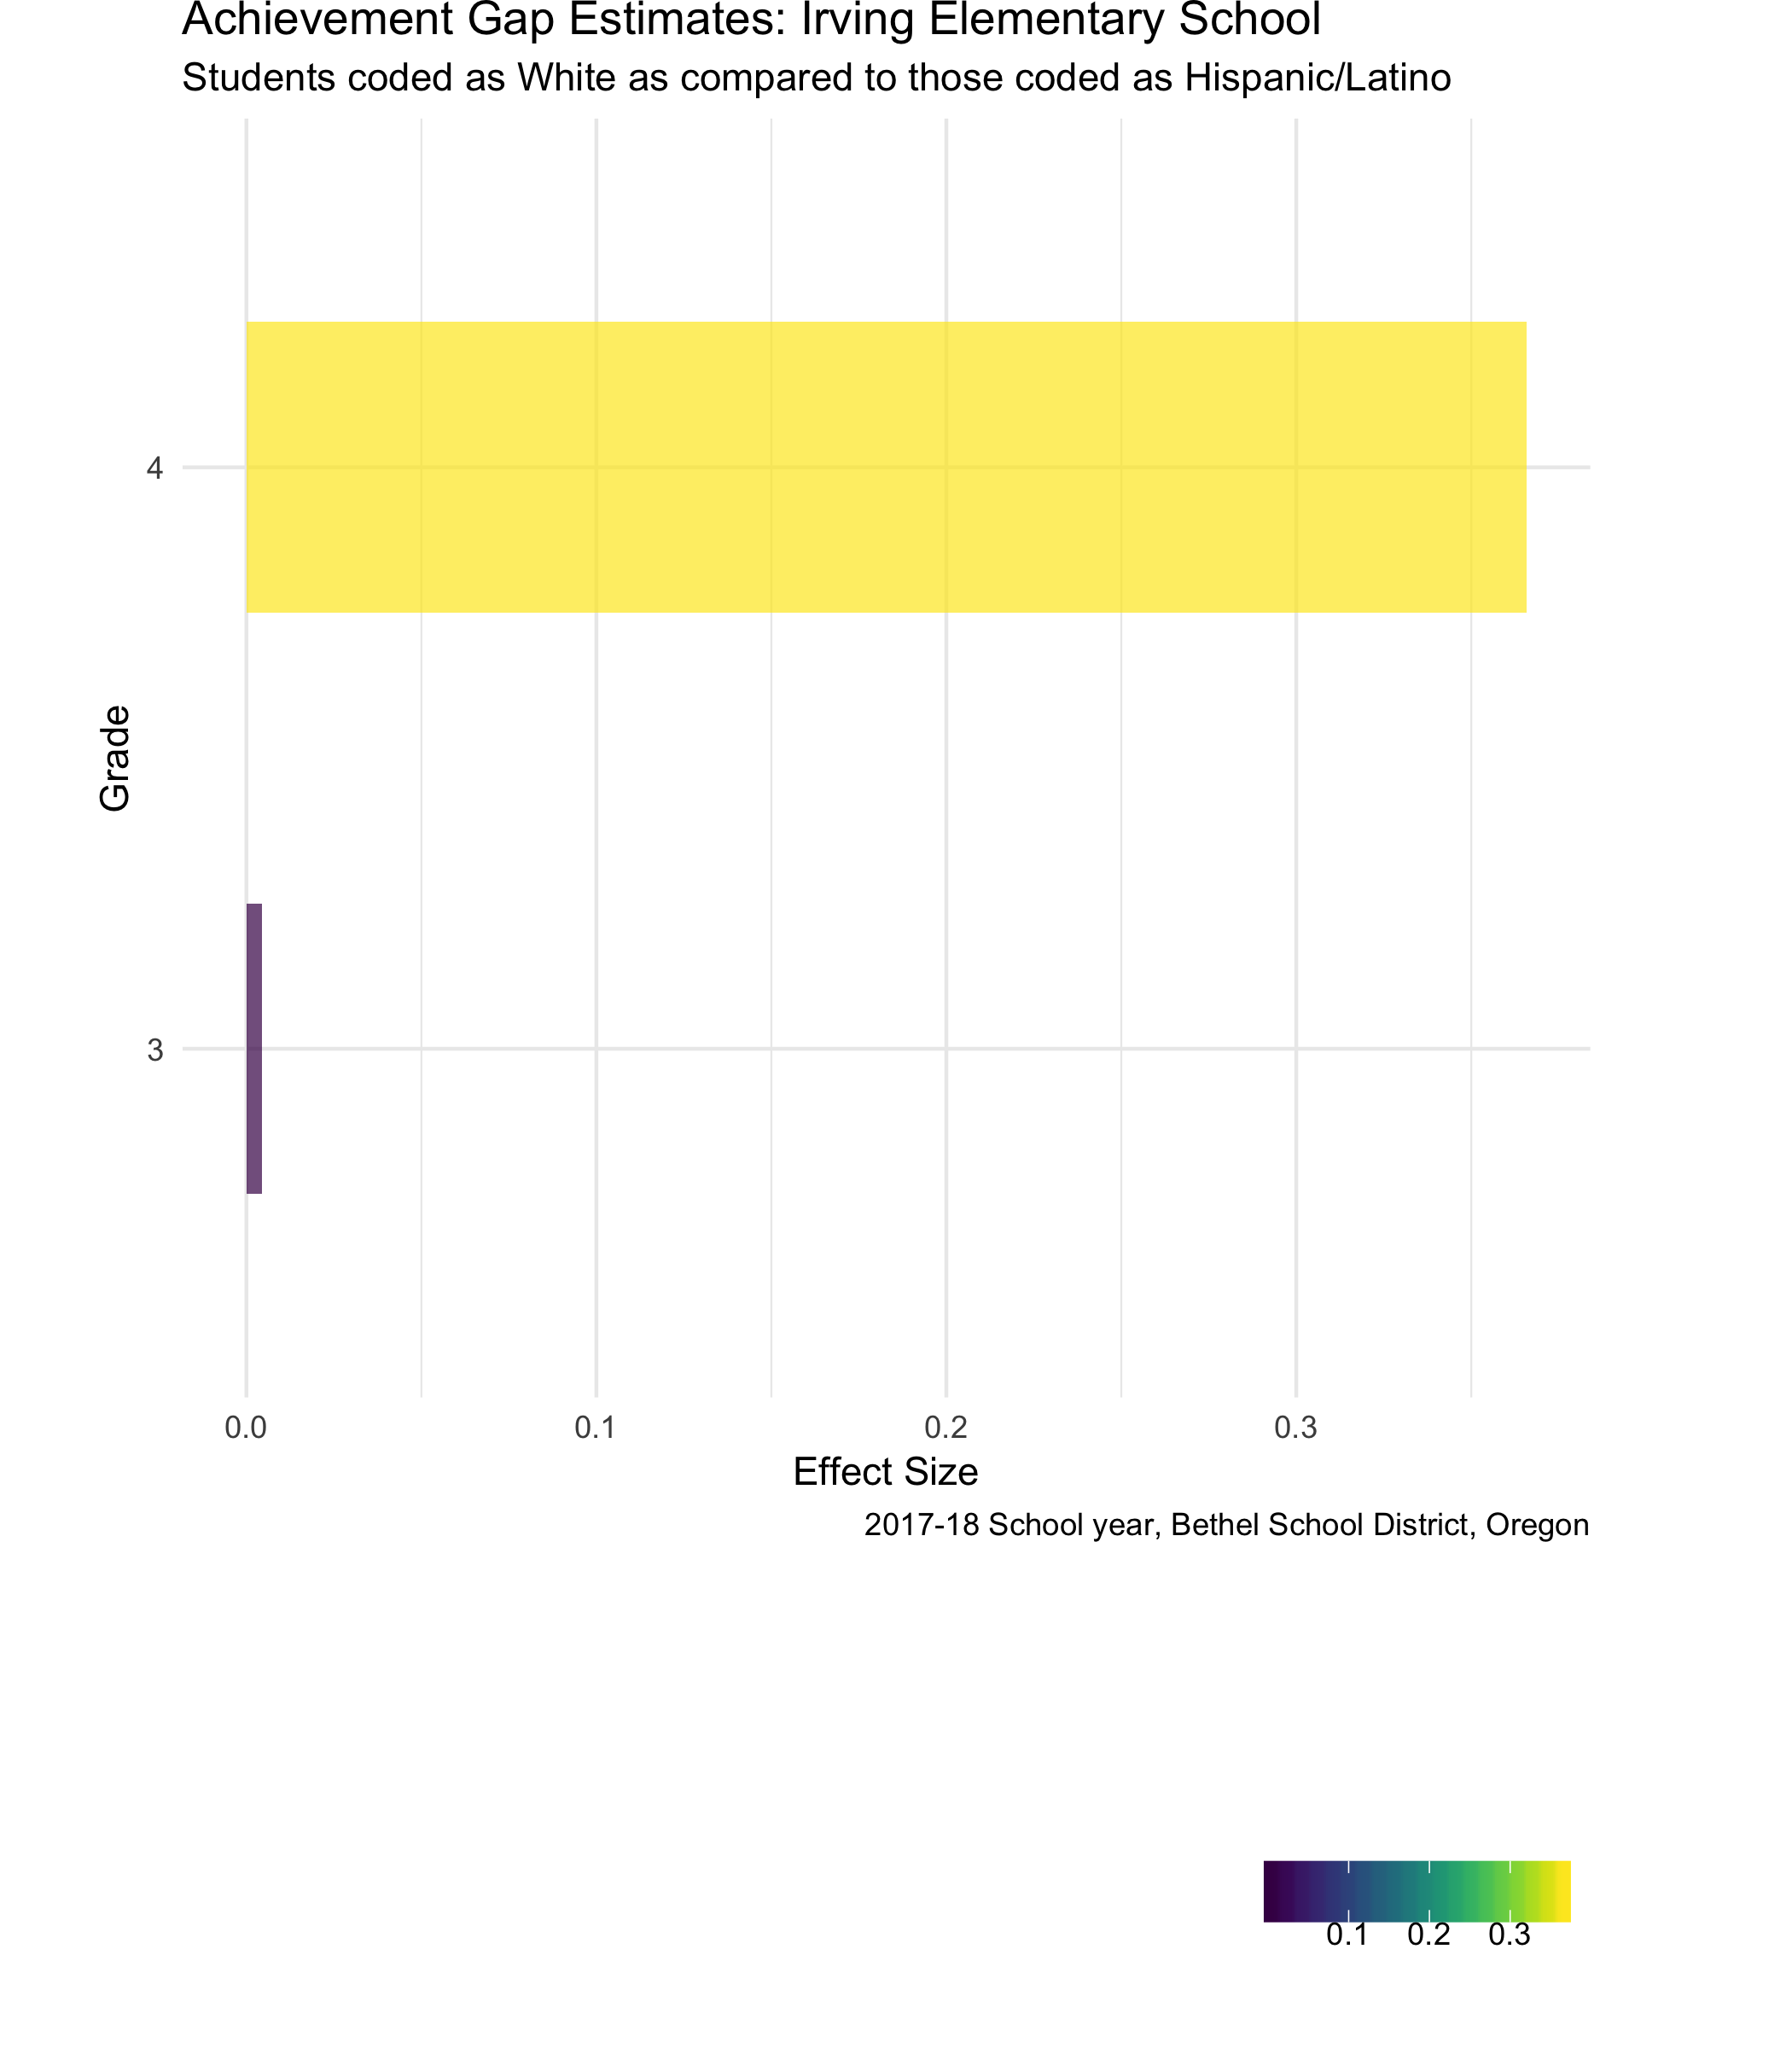 Achievement Gap Estimates: Irving Elementary School
Students coded as White as compared to those coded as Hispanic/Latino
4
Grade
3
0.0 0.1 0.2 0.3
Effect Size
2017-18 School year, Bethel School District, Oregon
0.1 0.2 0.3